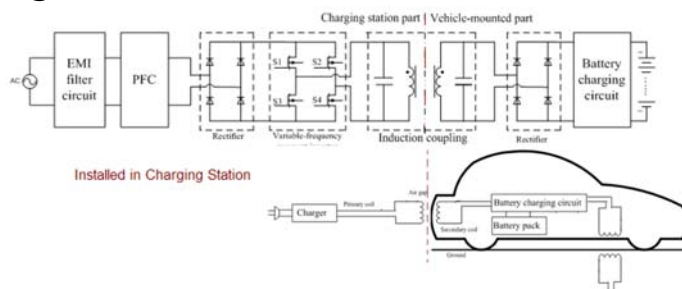 Charging station part
Vehicle-mounted part
AC
EMI
filter
circuit
PFC
S1
S2
S3
S4
Battery
charging
circuit
Rectifier
Variable-frequency
Induction coupling
Rectifier
Installed in Charging Station
Air gap
Charger
Primary coil
Battery charging circuit
Battery pack
Secondary coil
Ground